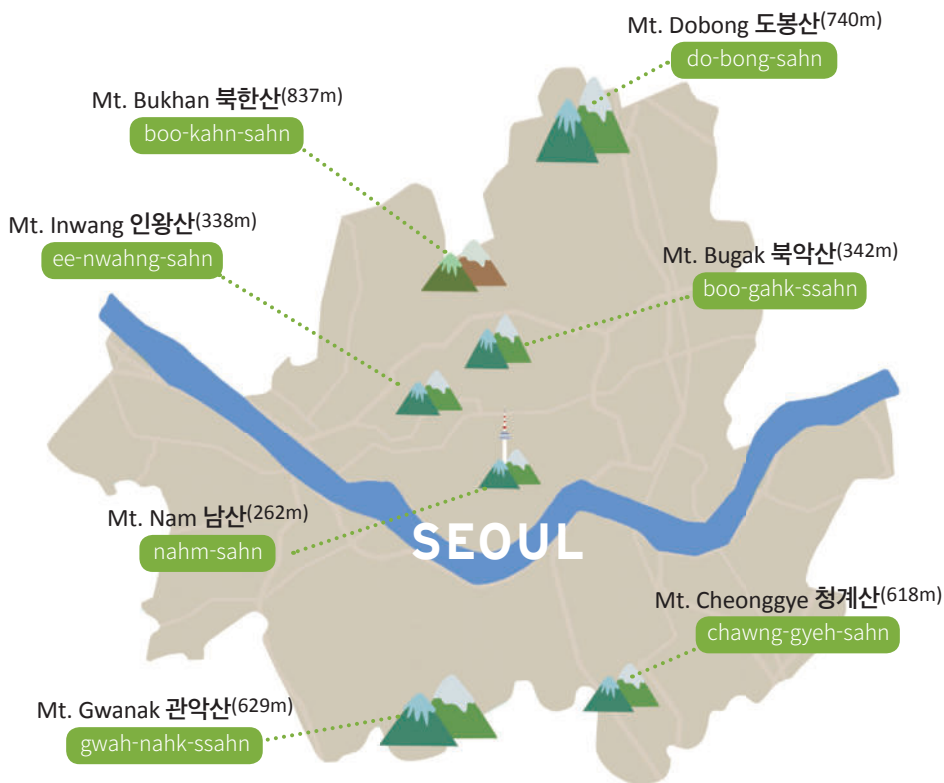 Mt. Dobong 도봉산(740m)
do-bong-sahn
Mt. Bukhan 북한산(837m)
boo-kahn-sahn
Mt. Inwang 인왕산(338m)
ee-nwahng-sahn
Mt. Bugak 북악산(342m)
boo-gahk-ssahn
Mt. Nam 남산(262m)
nahm-sahn
SEOUL
Mt. Cheonggye 청계산(618m)
chawng-gyeh-sahn
Mt. Gwanak 관악산(629m)
gwah-nahk-ssahn